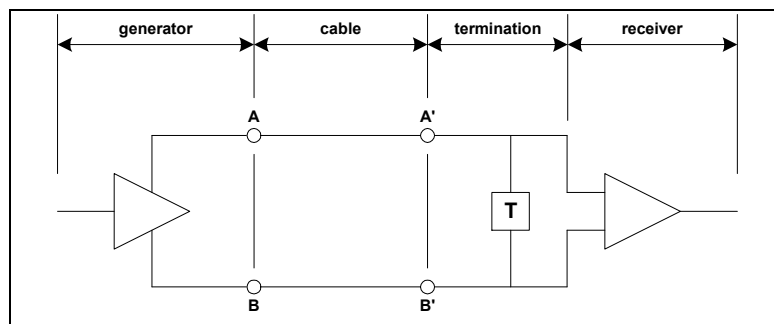 generator cable termination receiver
A A'
T
B B'